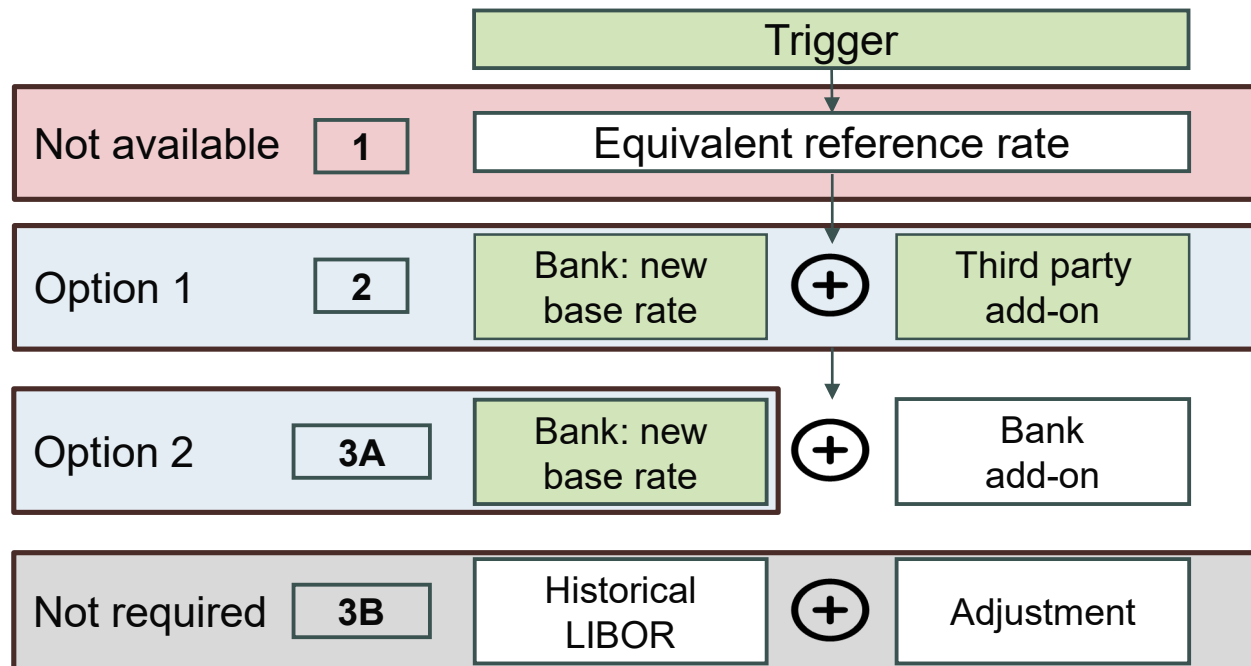 Trigger
Not available
1
Equivalent reference rate
Option 1
2
Bank: new
base rate
Third party
add-on
Option 2
3A
Bank: new
base rate
Bank
add-on
Not required
3B
Historical
LIBOR
Adjustment